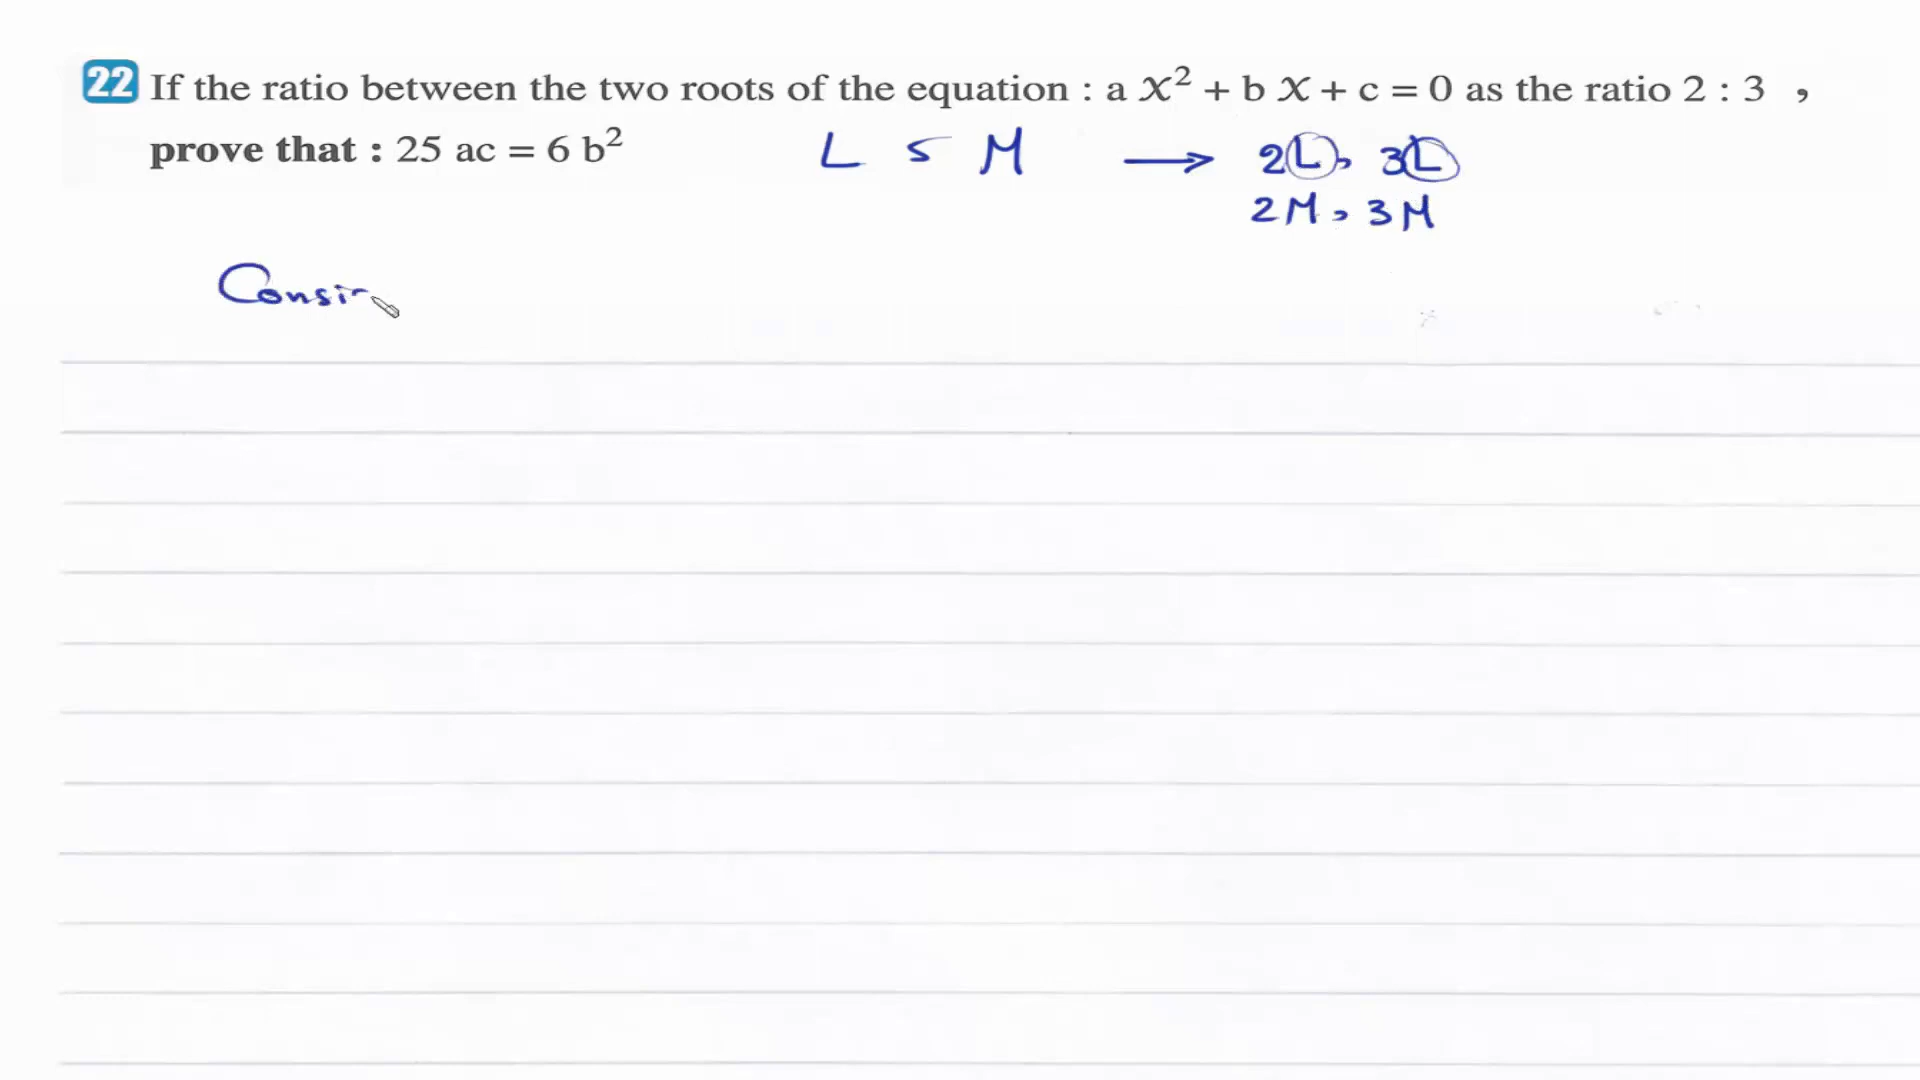 22 If the ratio between the two roots of the equation : a x² + b x + c = 0 as the ratio 2 : 3 ,
prove that : 25 ac = 6 b²
L , M → 2L, 3L
2M, 3M
Consi